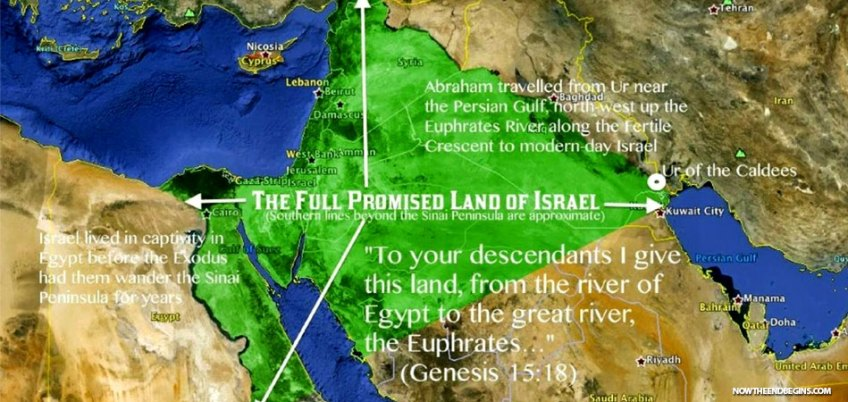 Tehran
Nicosia
Cyprus
Syria
Lebanon
Beirut
Damascus
Abraham travelled from Ur near
Baghdad
the Persian Gulf, north-west up the
Euphrates River along the Fertile
Crescent to modern-day Israel
Iran
West Bank
Amman
Jerusalem
Gaza Strip
Israel
Ur of the Caldees
THE FULL PROMISED LAND OF ISRAEL
(Southern lines beyond the Sinai Peninsula are approximate)
Cairo
Kuwait City
Israel lived in captivity in
Egypt before the Exodus
had them wander the Sinai
Peninsula for years
Gulf of Suez
Egypt
"To your descendants I give
this land, from the river of
Egypt to the great river,
the Euphrates..."
(Genesis 15:18)
Persian Gulf
Manama
Bahrain
Qatar
Doha
Riyadh
United Arab Em
Saudi Arabia
NOWTHEENDBEGINS.COM